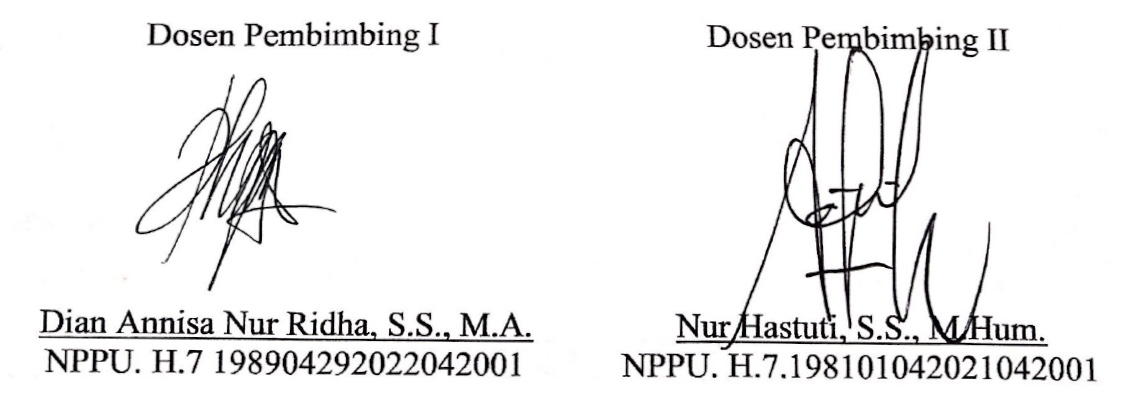 Dosen Pembimbing I
Dian Annisa Nur Ridha, S.S., M.A.
NPPU. H.7 198904292022042001
Dosen Pembimbing II
Nur Hastuti, S.S., M.Hum.
NPPU. H.7.198101042021042001